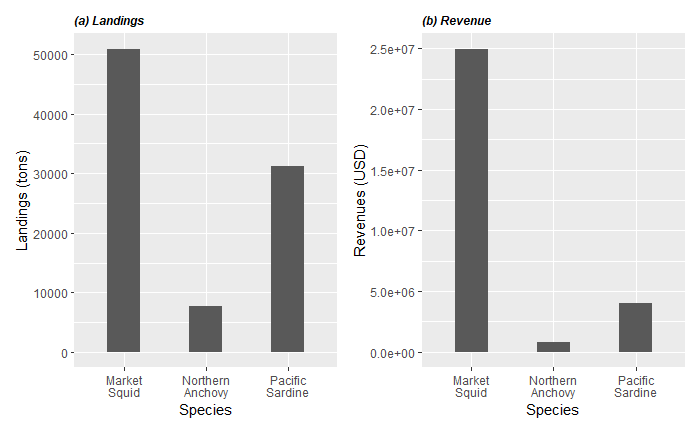 (a) Landings
Landings (tons)
50000
40000
30000
20000
10000
0
Market
Squid
Northern
Anchovy
Pacific
Sardine
Species
(b) Revenue
Revenues (USD)
2.5e+07
2.0e+07
1.5e+07
1.0e+07
5.0e+06
0.0e+00
Market
Squid
Northern
Anchovy
Pacific
Sardine
Species